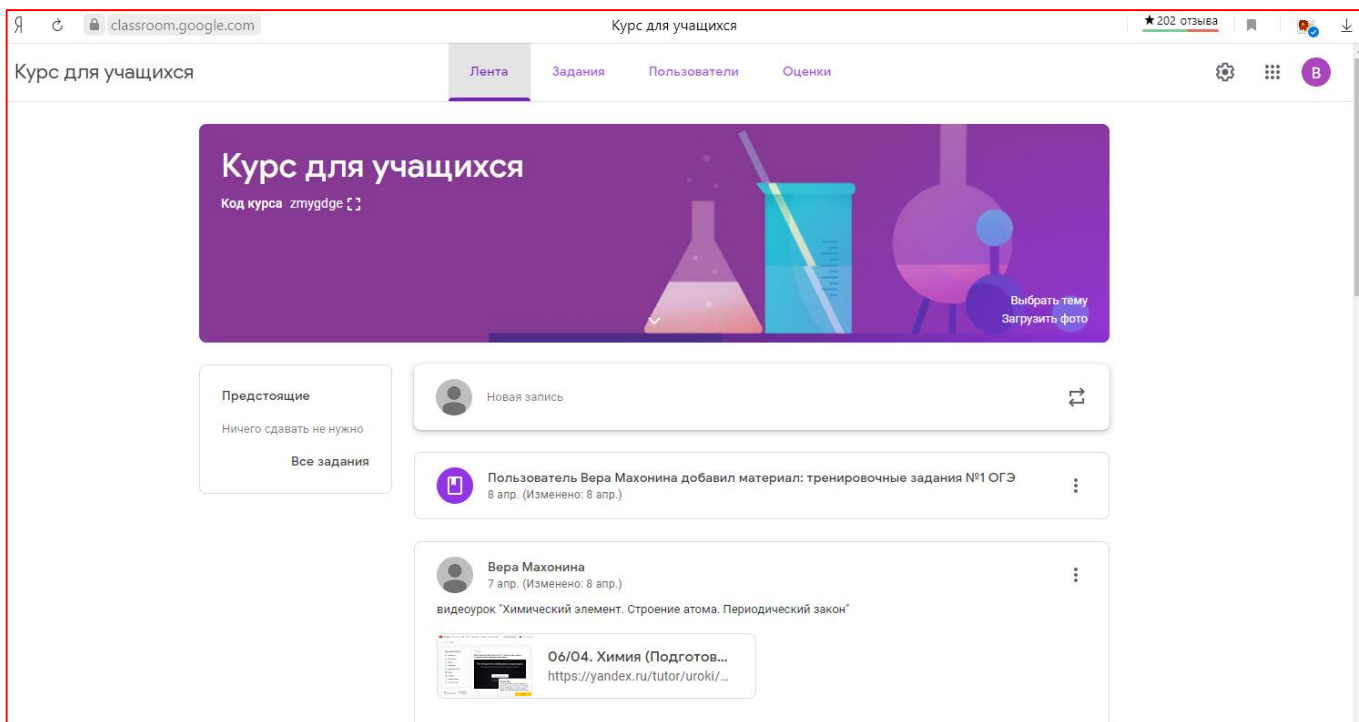 Я classroom.google.com Курс для учащихся ★202 отзыва
Курс для учащихся Лента Задания Пользователи Оценки В
Курс для учащихся
Код курса zmygdge
Выбрать тему
Загрузить фото
Предстоящие
Ничего сдавать не нужно
Все задания
Новая запись
Пользователь Вера Махонина добавил материал: тренировочные задания №1 ОГЭ
8 апр. (Изменено: 8 апр.)
Вера Махонина
7 апр. (Изменено: 8 апр.)
видеоурок "Химический элемент. Строение атома. Периодический закон"
06/04. Химия (Подготов...
https://yandex.ru/tutor/uroki/...